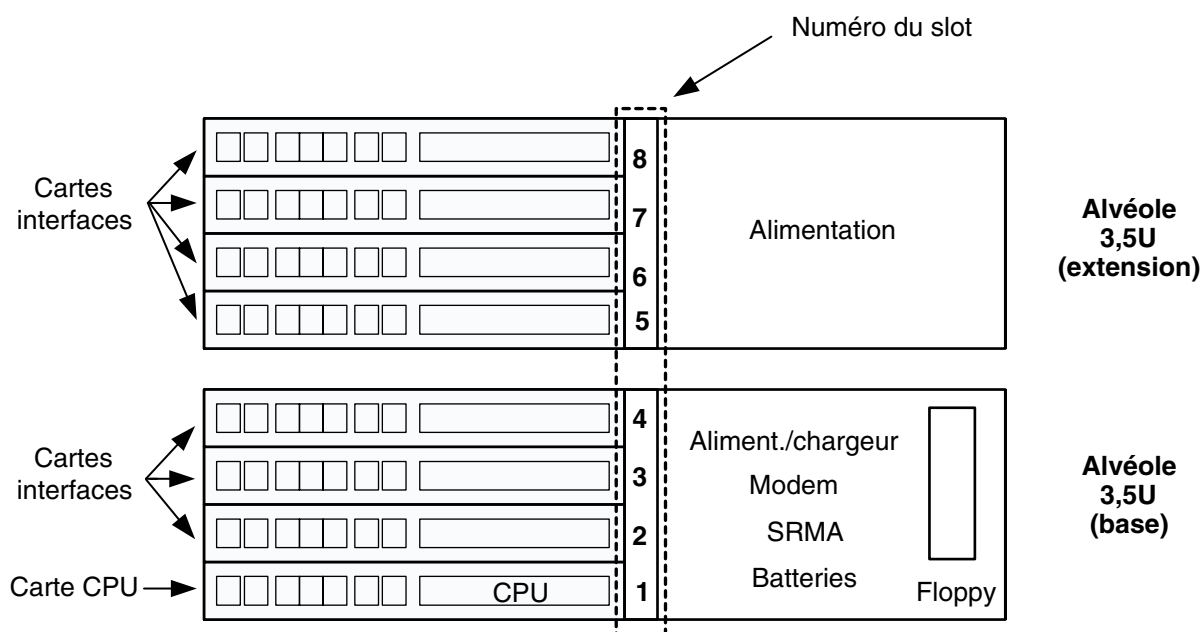 Numéro du slot
8
7
6
5
Cartes
interfaces
Alimentation
Alvéole
3,5U
(extension)
4
3
2
1
Cartes
interfaces
Carte CPU
CPU
Aliment./chargeur
Modem
SRMA
Batteries
Floppy
Alvéole
3,5U
(base)